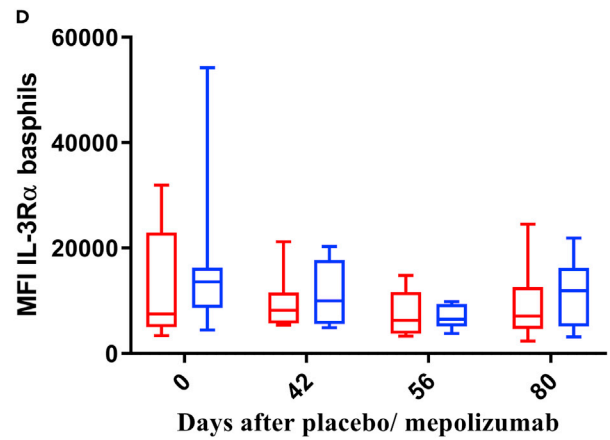 D
MFI IL-3Rα basphils
60000
40000
20000
0
0
42
56
80
Days after placebo/ mepolizumab